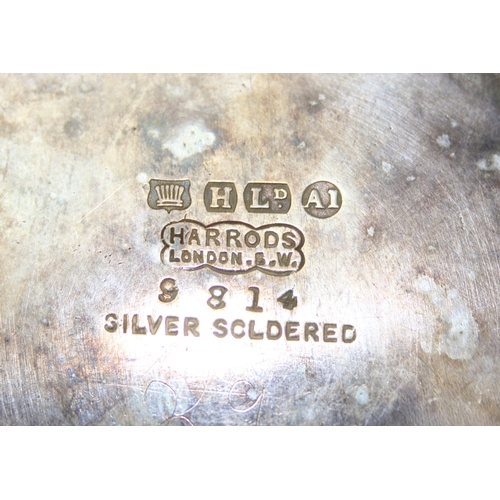 H LD. A1
HARRODS
LONDON. S.W.
9 814
SILVER SOLDERED